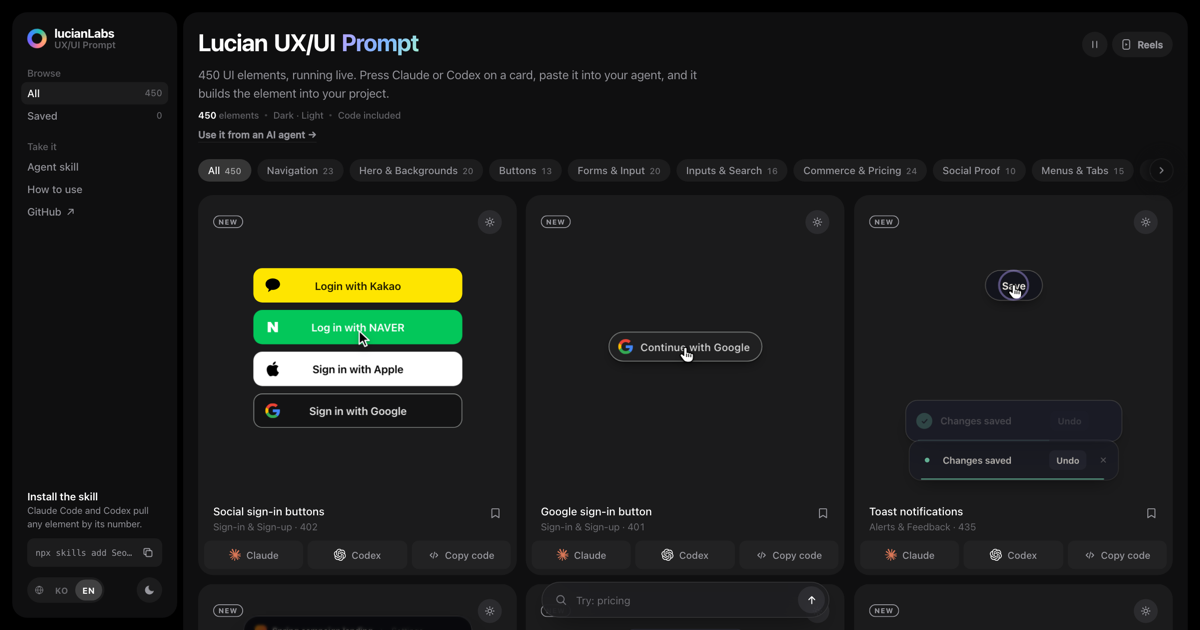 lucianLabs
UX/UI Prompt
Browse
All 450
Saved 0
Take it
Agent skill
How to use
GitHub ↗
Install the skill
Claude Code and Codex pull
any element by its number.
npx skills add Seo…
KO EN
Lucian UX/UI Prompt
Reels
450 UI elements, running live. Press Claude or Codex on a card, paste it into your agent, and it
builds the element into your project.
450 elements · Dark · Light · Code included
Use it from an AI agent →
All 450 Navigation 23 Hero & Backgrounds 20 Buttons 13 Forms & Input 20 Inputs & Search 16 Commerce & Pricing 24 Social Proof 10 Menus & Tabs 15
NEW
Login with Kakao
N Log in with NAVER
Sign in with Apple
Sign in with Google
Social sign-in buttons
Sign-in & Sign-up · 402
Claude Codex Copy code
NEW
Continue with Google
Google sign-in button
Sign-in & Sign-up · 401
Claude Codex Copy code
NEW
Save
Changes saved Undo
Changes saved Undo ×
Toast notifications
Alerts & Feedback · 435
Claude Codex Copy code
NEW
Try: pricing
NEW